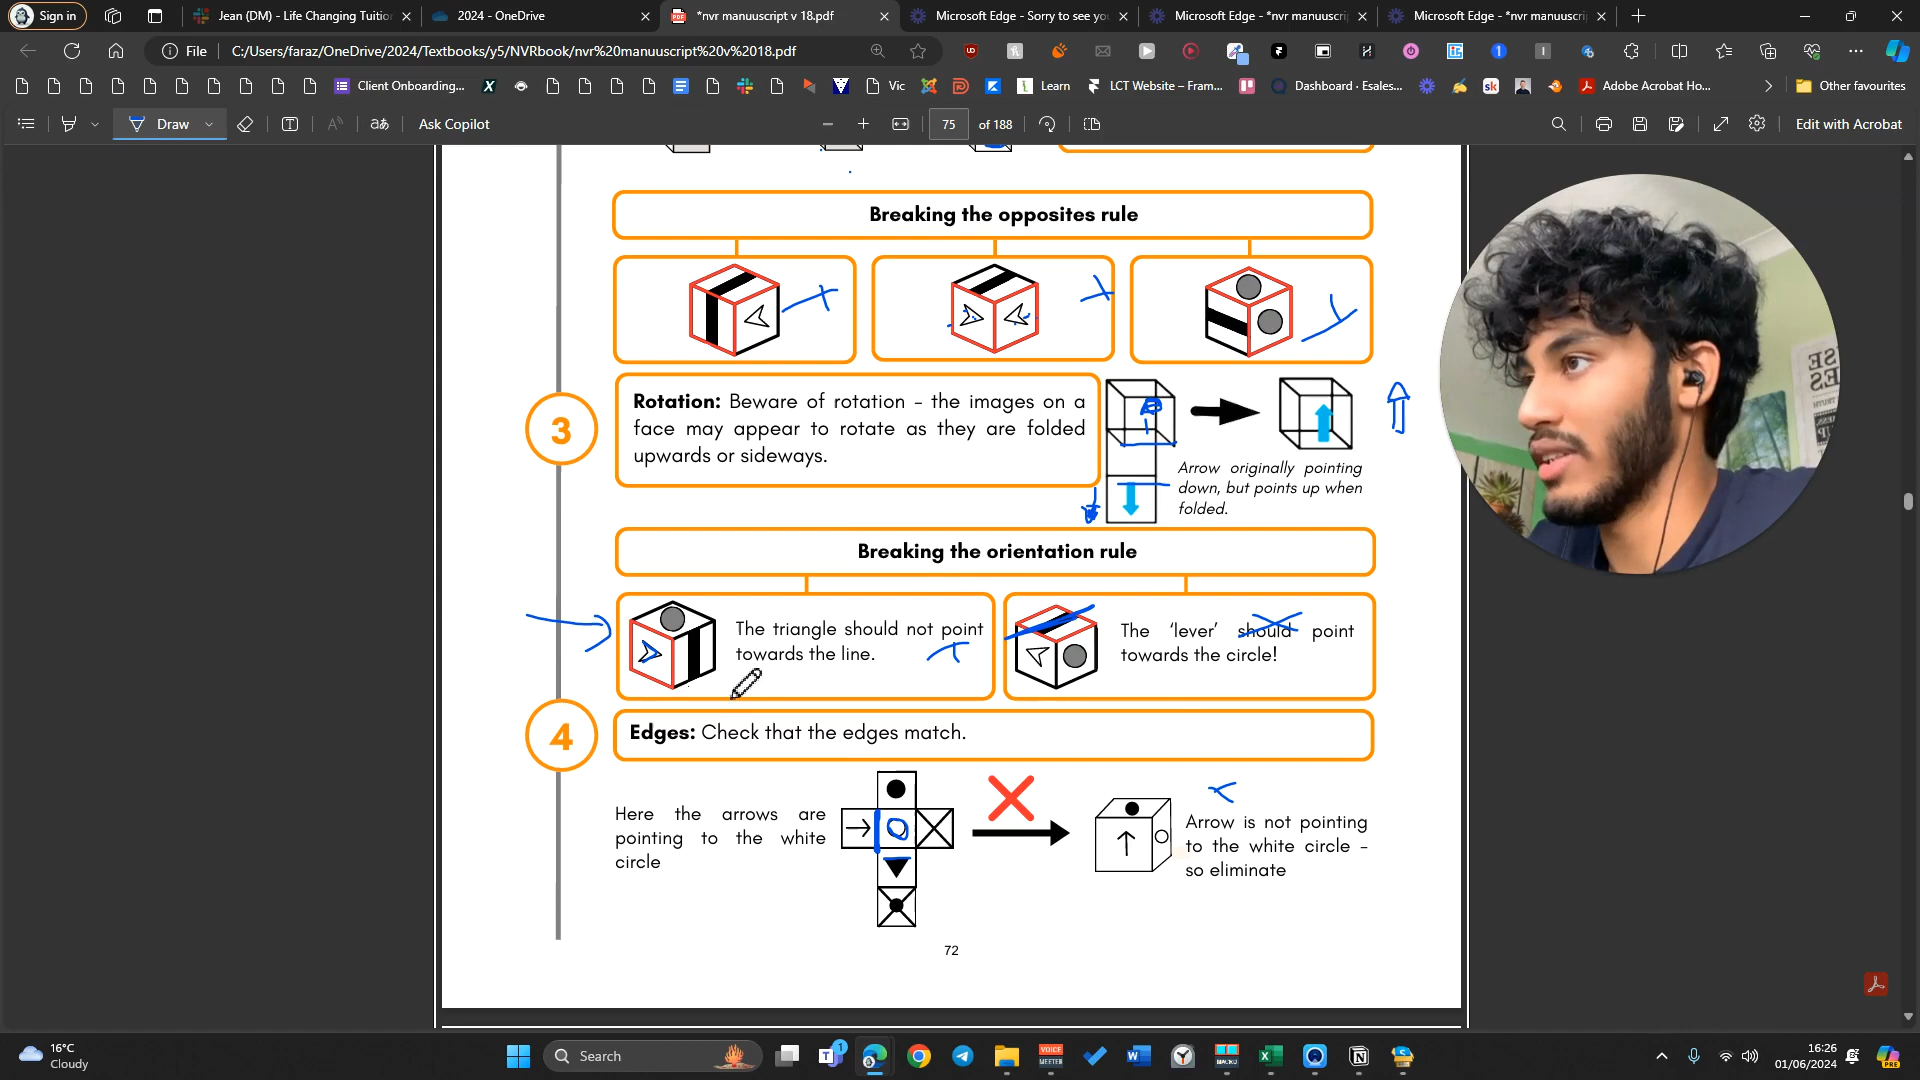 Sign in
Jean (DM) - Life Changing Tuitio
2024 - OneDrive
*nvr manuuscript v 18.pdf
Microsoft Edge - Sorry to see yo
Microsoft Edge - *nvr manuuscri
Microsoft Edge - *nvr manuuscri
File
C:/Users/faraz/OneDrive/2024/Textbooks/y5/NVRbook/nvr%20manuuscript%20v%2018.pdf
Client Onboarding...
Vic
Learn
LCT Website – Fram...
Dashboard · Esales...
Adobe Acrobat Ho...
Other favourites
Draw
Ask Copilot
75 of 188
Edit with Acrobat
Breaking the opposites rule
3
Rotation: Beware of rotation – the images on a
face may appear to rotate as they are folded
upwards or sideways.
Arrow originally pointing
down, but points up when
folded.
Breaking the orientation rule
The triangle should not point
towards the line.
The ‘lever’ should point
towards the circle!
4
Edges: Check that the edges match.
Here the arrows are
pointing to the white
circle
Arrow is not pointing
to the white circle –
so eliminate
72
16°C
Cloudy
Search
16:26
01/06/2024